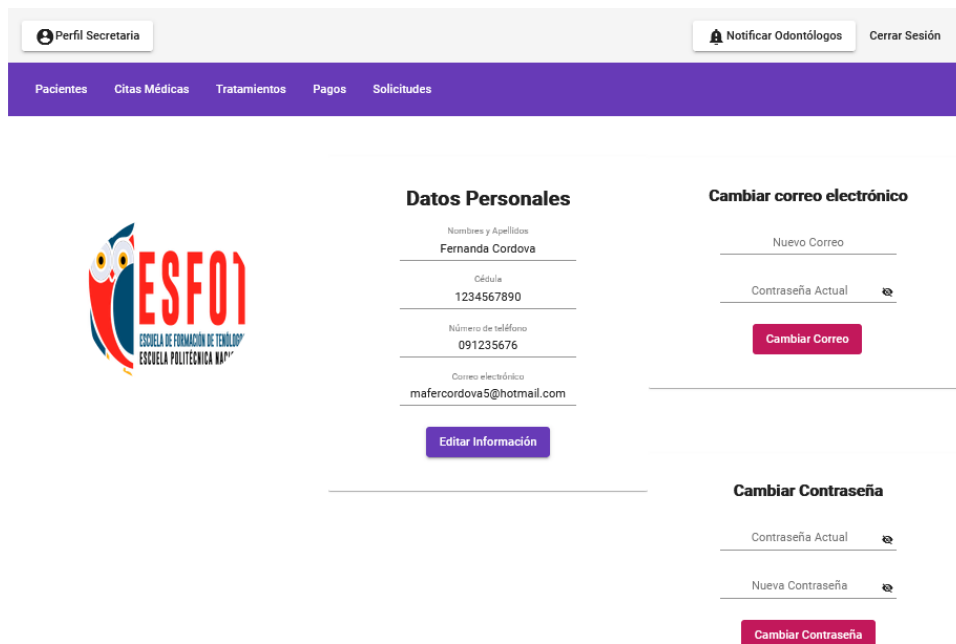 Perfil Secretaria
Notificar Odontólogos
Cerrar Sesión
Pacientes Citas Médicas Tratamientos Pagos Solicitudes
ESFOT
ESCUELA DE FORMACIÓN DE TENÓLOGº
ESCUELA POLITÉCNICA NAC
Datos Personales
Nombres y Apellidos
Fernanda Cordova
Cédula
1234567890
Número de teléfono
091235676
Correo electrónico
mafercordova5@hotmail.com
Editar Información
Cambiar correo electrónico
Nuevo Correo
Contraseña Actual
Cambiar Correo
Cambiar Contraseña
Contraseña Actual
Nueva Contraseña
Cambiar Contraseña